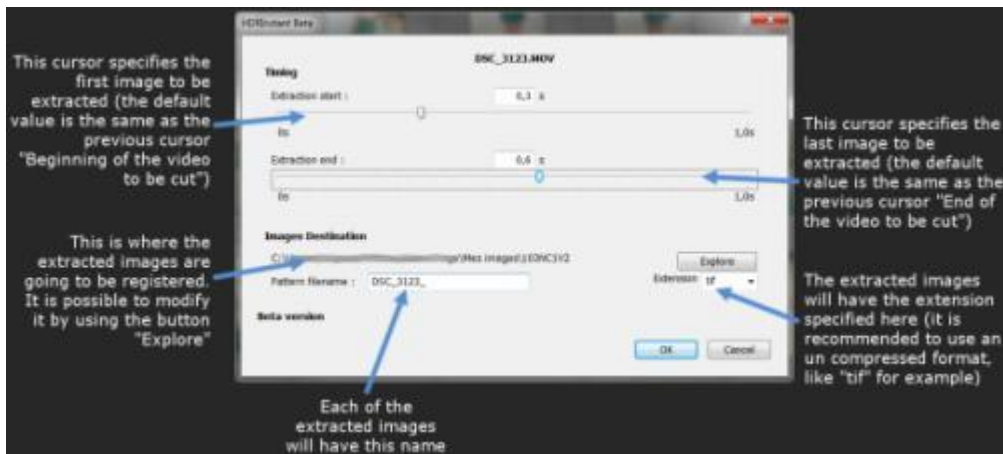 HDRinstant Beta
DSC_3123.MOV
Timing
Extraction start :
0,3 s
0s
1,0s
Extraction end :
0,6 s
0s
1,0s
Images Destination
Mes images\
Explore
Pattern filename :
DSC_3123_
Extension
tif
Beta version
OK
Cancel
This cursor specifies the
first image to be
extracted (the default
value is the same as the
previous cursor
"Beginning of the video
to be cut")
This is where the
extracted images are
going to be registered.
It is possible to modify
it by using the button
"Explore"
Each of the
extracted images
will have this name
This cursor specifies the
last image to be
extracted (the default
value is the same as the
previous cursor "End of
the video to be cut")
The extracted images
will have the extension
specified here (it is
recommended to use an
un compressed format,
like "tif" for example)